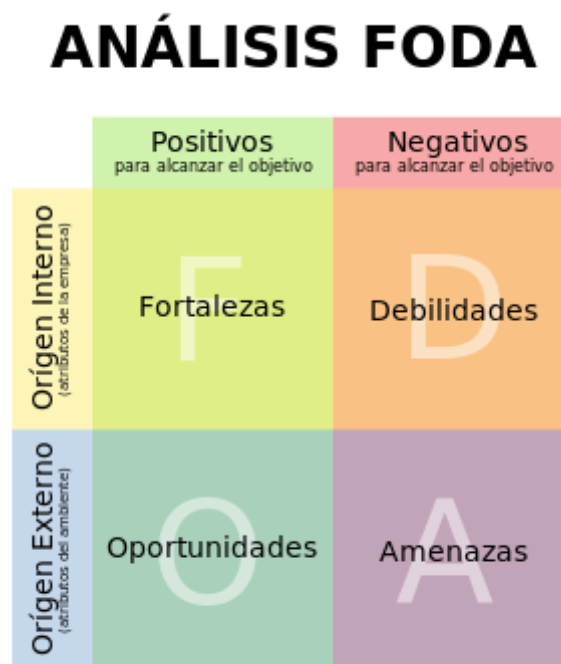 ANÁLISIS FODA
Positivos
para alcanzar el objetivo
Negativos
para alcanzar el objetivo
Orígen Interno
(atributos de la empresa)
F
Fortalezas
D
Debilidades
Orígen Externo
(atributos del ambiente)
O
Oportunidades
A
Amenazas